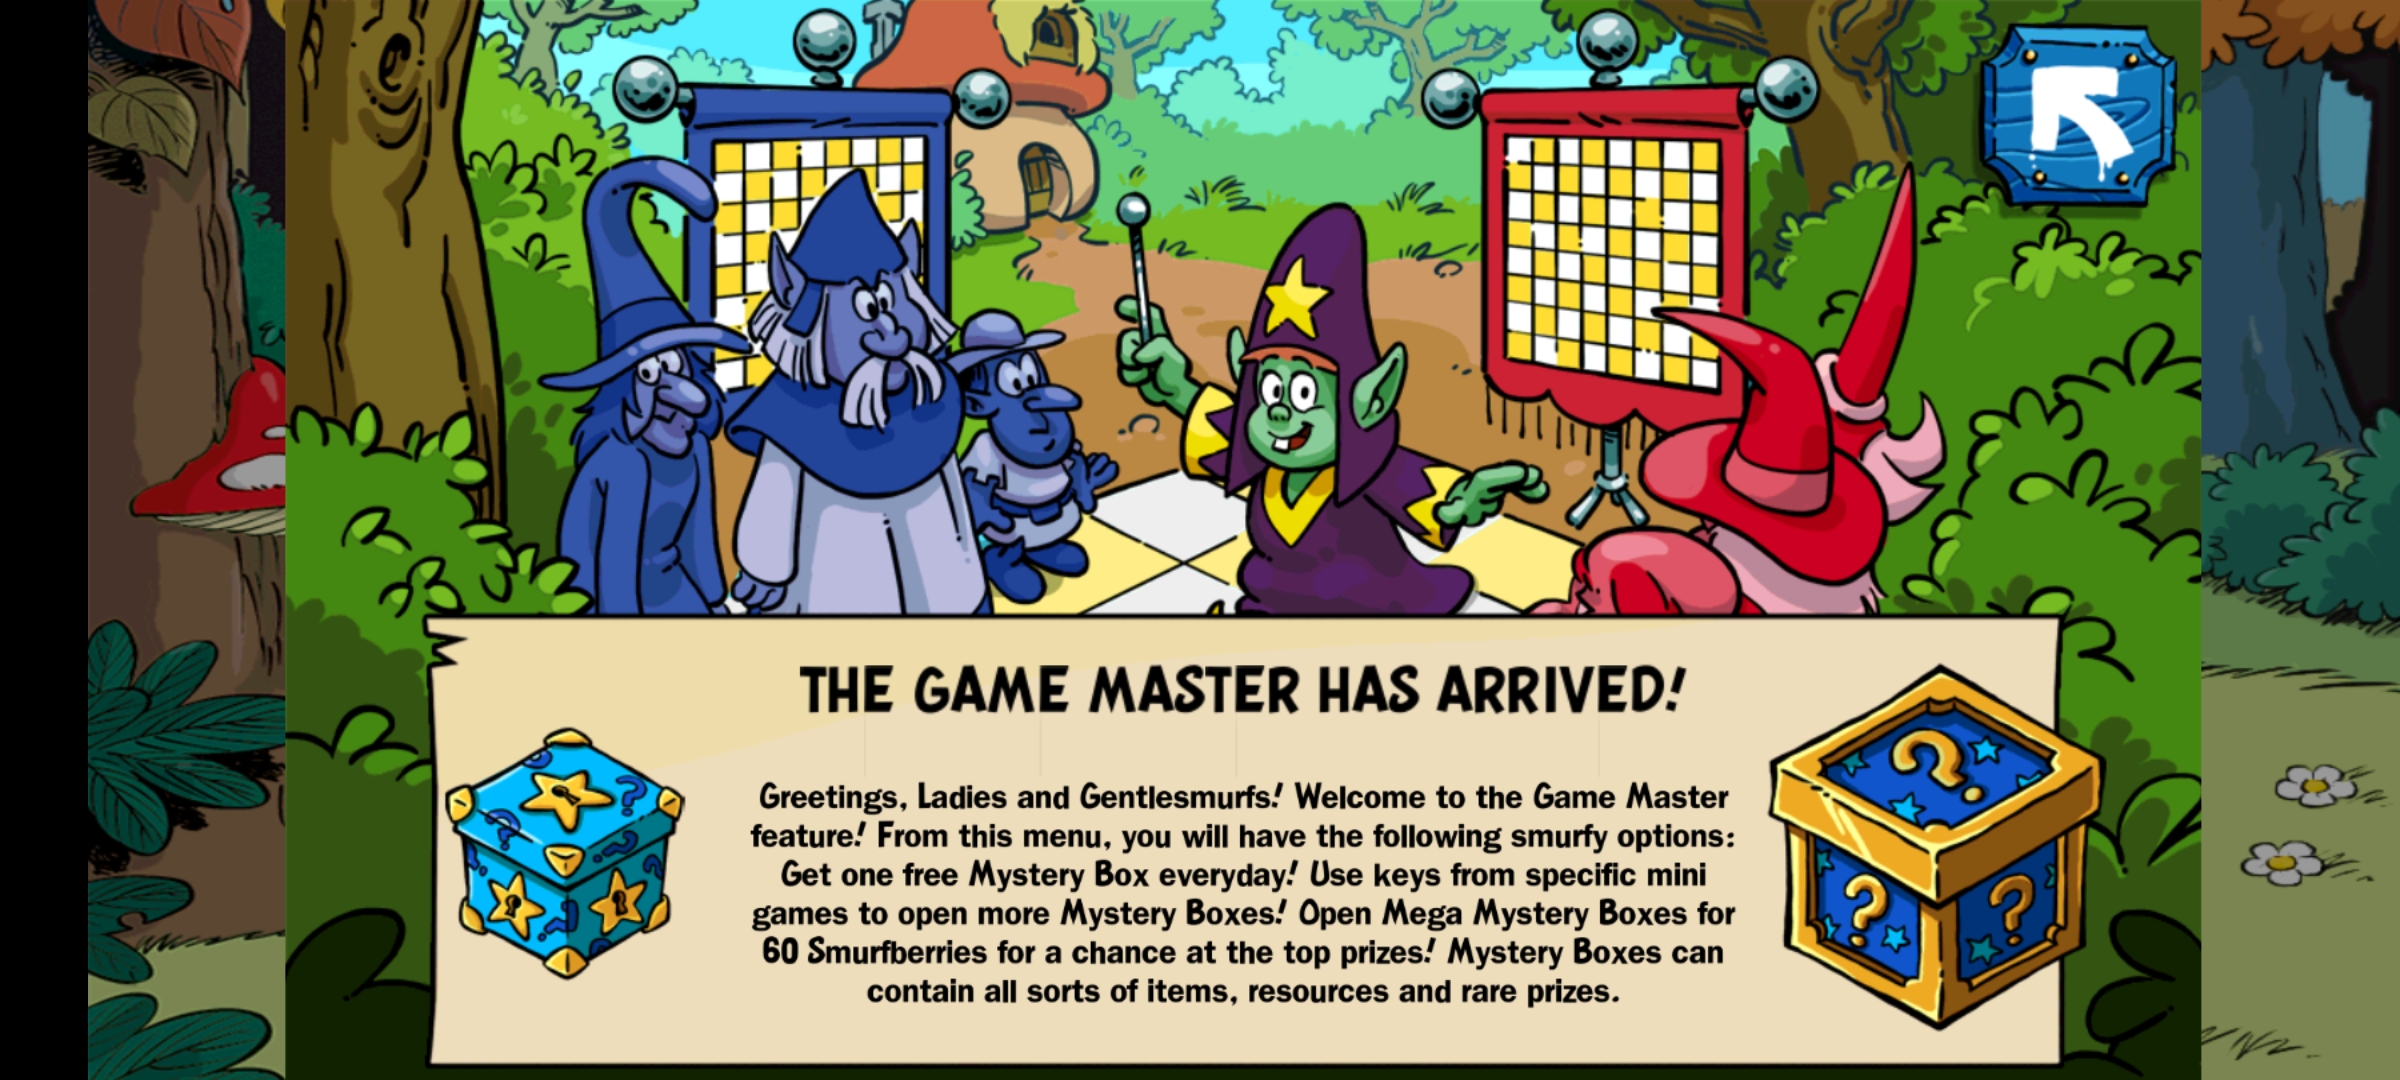 THE GAME MASTER HAS ARRIVED!
Greetings, Ladies and Gentlesmurfs! Welcome to the Game Master
feature! From this menu, you will have the following smurfy options:
Get one free Mystery Box everyday! Use keys from specific mini
games to open more Mystery Boxes! Open Mega Mystery Boxes for
60 Smurfberries for a chance at the top prizes! Mystery Boxes can
contain all sorts of items, resources and rare prizes.